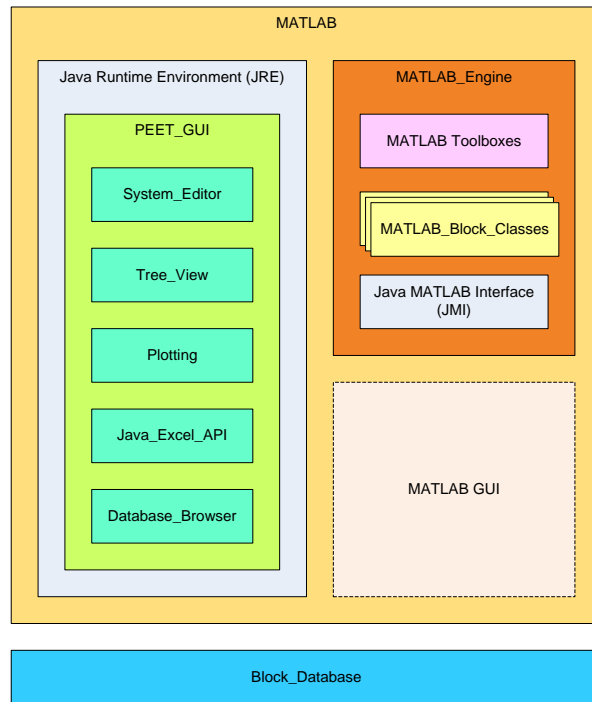 MATLAB
Java Runtime Environment (JRE)
PEET_GUI
System_Editor
Tree_View
Plotting
Java_Excel_API
Database_Browser
MATLAB_Engine
MATLAB Toolboxes
MATLAB_Block_Classes
Java MATLAB Interface
(JMI)
MATLAB GUI
Block_Database